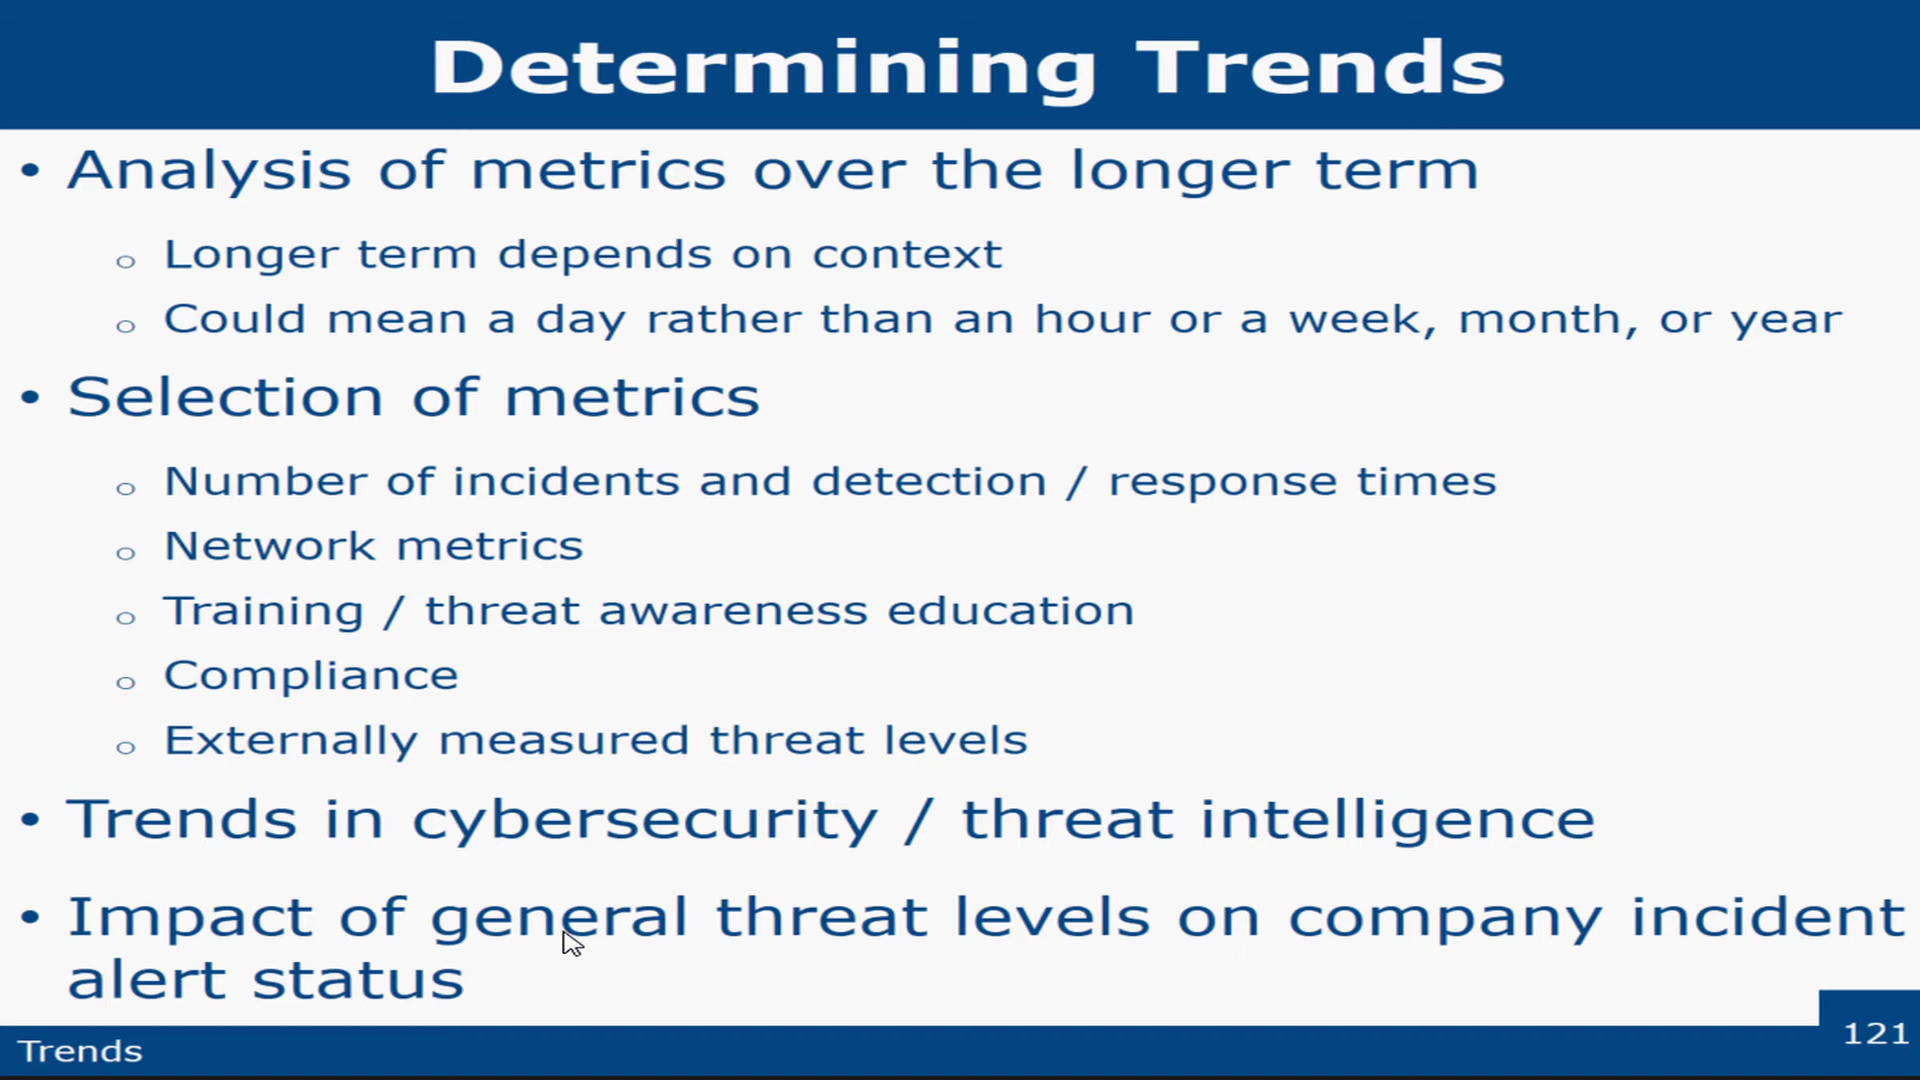 Determining Trends
• Analysis of metrics over the longer term
○ Longer term depends on context
○ Could mean a day rather than an hour or a week, month, or year
• Selection of metrics
○ Number of incidents and detection / response times
○ Network metrics
○ Training / threat awareness education
○ Compliance
○ Externally measured threat levels
• Trends in cybersecurity / threat intelligence
• Impact of general threat levels on company incident
alert status
Trends
121